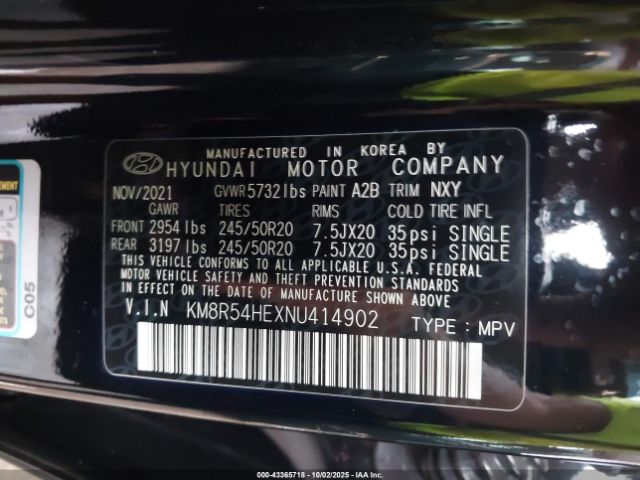 MANUFACTURED IN KOREA BY
HYUNDAI MOTOR COMPANY
NOV/2021 GVWR 5732 lbs PAINT A2B TRIM NXY
GAWR TIRES RIMS COLD TIRE INFL
FRONT 2954 lbs 245/50R20 7.5JX20 35psi SINGLE
REAR 3197 lbs 245/50R20 7.5JX20 35psi SINGLE
THIS VEHICLE CONFORMS TO ALL APPLICABLE U.S.A. FEDERAL
MOTOR VEHICLE SAFETY AND THEFT PREVENTION STANDARDS
IN EFFECT ON THE DATE OF MANUFACTURE SHOWN ABOVE.
V.I.N KM8R54HEXNU414902 TYPE : MPV
C05
000-43365718 - 10/02/2025 - IAA Inc.